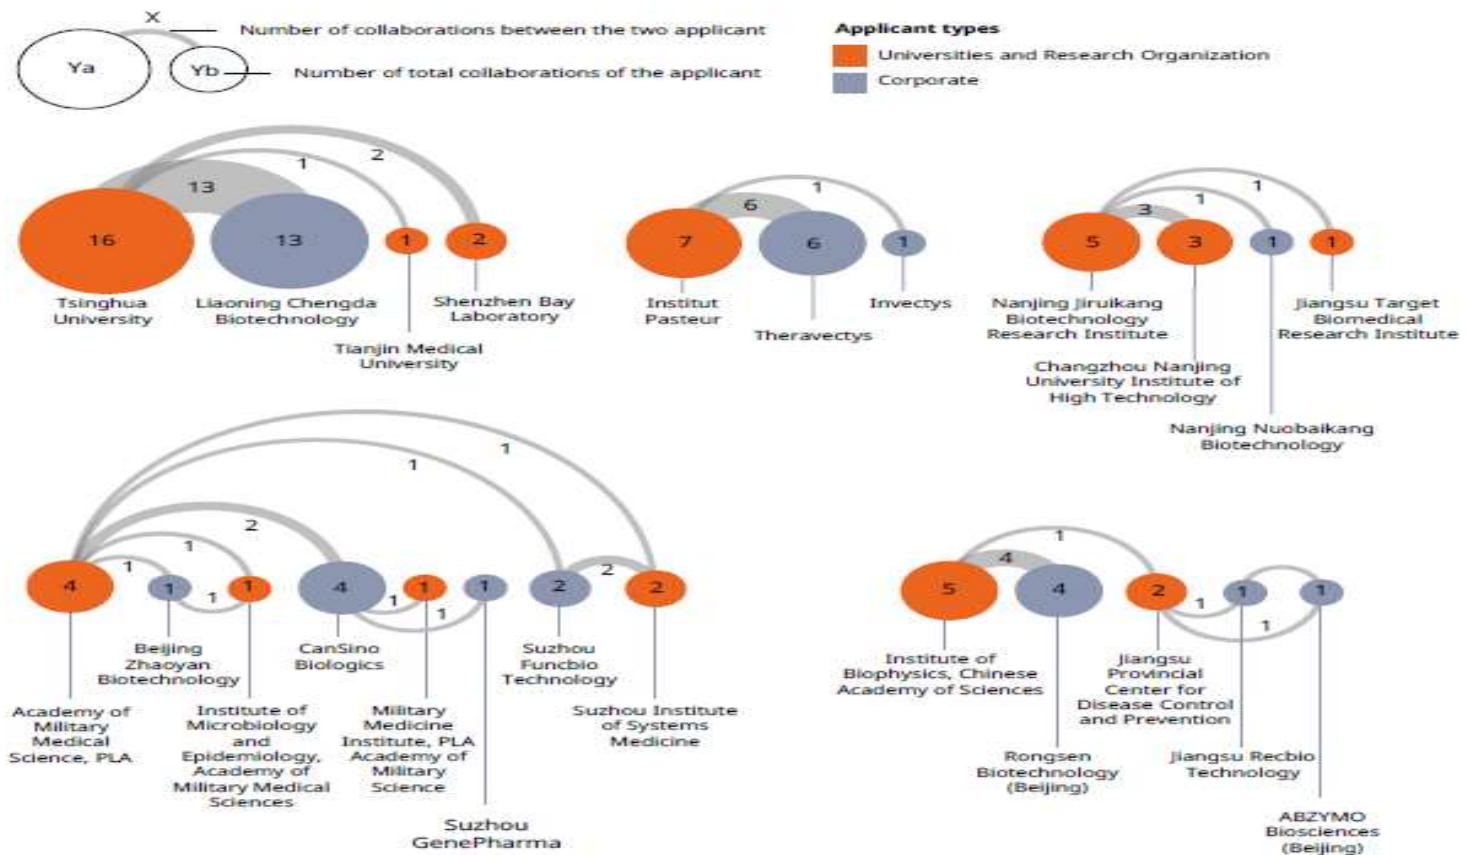 X
Number of collaborations between the two applicant
Ya
Yb
Number of total collaborations of the applicant
Applicant types
Universities and Research Organization
Corporate
2
1
13
16
13
1
2
Tsinghua
University
Liaoning Chengda
Biotechnology
Tianjin Medical
University
Shenzhen Bay
Laboratory
1
6
7
6
1
Institut
Pasteur
Theravectys
Invectys
1
1
3
5
3
1
1
Nanjing Jiruikang
Biotechnology
Research Institute
Changzhou Nanjing
University Institute of
High Technology
Nanjing Nuobaikang
Biotechnology
Jiangsu Target
Biomedical
Research Institute
1
1
2
1
1
4
1
1
4
1
1
2
2
2
1
1
1
Beijing
Zhaoyan
Biotechnology
CanSino
Biologics
Suzhou
Funcbio
Technology
Academy of
Military
Medical
Science, PLA
Institute of
Microbiology
and
Epidemiology,
Academy of
Military Medical
Sciences
Military
Medicine
Institute, PLA
Academy of
Military
Science
Suzhou Institute
of Systems
Medicine
Suzhou
GenePharma
1
4
5
4
2
1
1
1
1
Institute of
Biophysics, Chinese
Academy of Sciences
Jiangsu
Provincial
Center for
Disease Control
and Prevention
Rongsen
Biotechnology
(Beijing)
Jiangsu Recbio
Technology
ABZYMO
Biosciences
(Beijing)